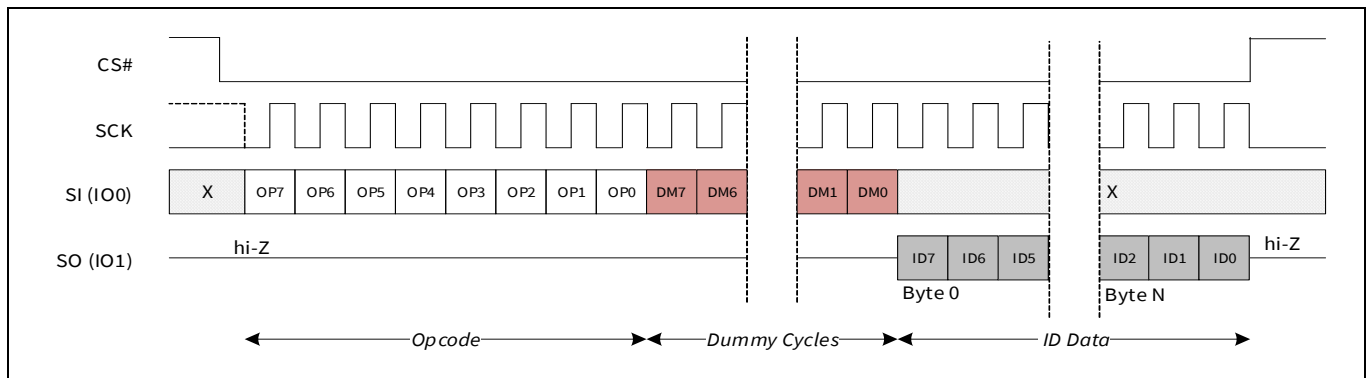 CS#
SCK
SI (IO0) X OP7 OP6 OP5 OP4 OP3 OP2 OP1 OP0 DM7 DM6 DM1 DM0 X
hi-Z hi-Z
SO (IO1) ID7 ID6 ID5 ID2 ID1 ID0
Byte 0 Byte N
Opcode Dummy Cycles ID Data